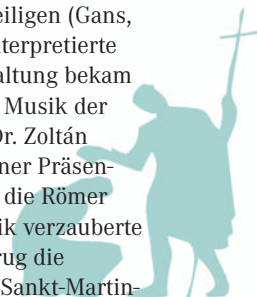 eiligen (Gans,
terpretierte
altung bekam
Musik der
Dr. Zoltán
ner Präsen-
die Römer
ik verzauberte
rug die
Sankt-Martin-